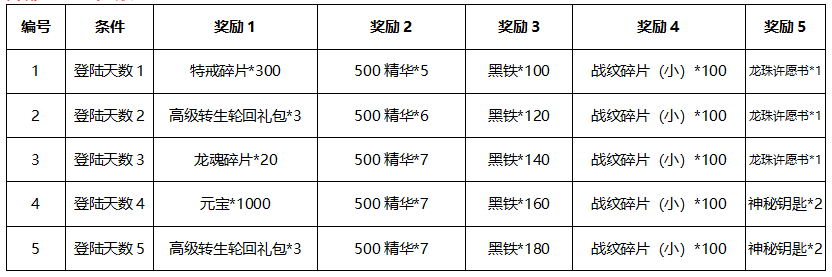 编号 条件 奖励 1 奖励 2 奖励 3 奖励 4 奖励 5
1 登陆天数 1 特戒碎片*300 500 精华*5 黑铁*100 战纹碎片（小）*100 龙珠许愿书*1
2 登陆天数 2 高级转生轮回礼包*3 500 精华*6 黑铁*120 战纹碎片（小）*100 龙珠许愿书*1
3 登陆天数 3 龙魂碎片*20 500 精华*7 黑铁*140 战纹碎片（小）*100 龙珠许愿书*1
4 登陆天数 4 元宝*1000 500 精华*7 黑铁*160 战纹碎片（小）*100 神秘钥匙*2
5 登陆天数 5 高级转生轮回礼包*3 500 精华*7 黑铁*180 战纹碎片（小）*100 神秘钥匙*2